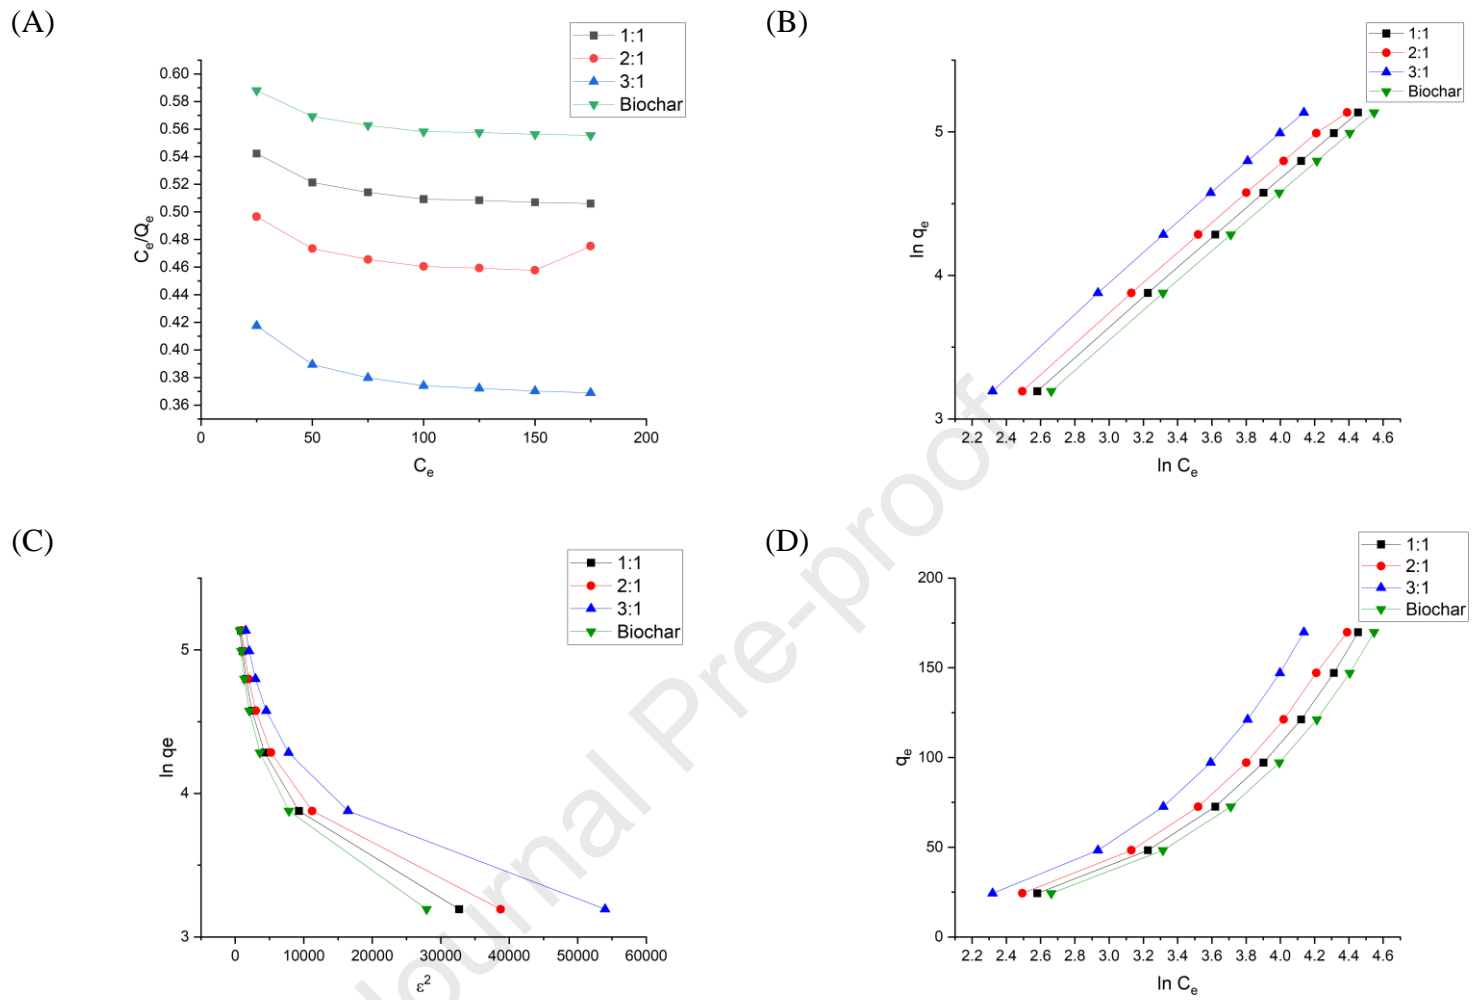 (A)
1:1
2:1
3:1
Biochar
0.60
0.58
0.56
0.54
0.52
0.50
0.48
0.46
0.44
0.42
0.40
0.38
0.36
Cₑ/Qₑ
0 50 100 150 200
Cₑ
(B)
1:1
2:1
3:1
Biochar
5
4
3
ln qₑ
2.2 2.4 2.6 2.8 3.0 3.2 3.4 3.6 3.8 4.0 4.2 4.4 4.6
ln Cₑ
(C)
1:1
2:1
3:1
Biochar
5
4
3
ln qe
0 10000 20000 30000 40000 50000 60000
ε²
(D)
1:1
2:1
3:1
Biochar
200
150
100
50
0
qₑ
2.2 2.4 2.6 2.8 3.0 3.2 3.4 3.6 3.8 4.0 4.2 4.4 4.6
ln Cₑ
Journal Pre-proof